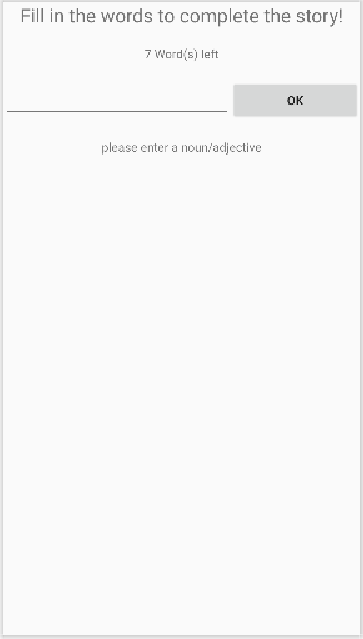 Fill in the words to complete the story!
7 Word(s) left
OK
please enter a noun/adjective